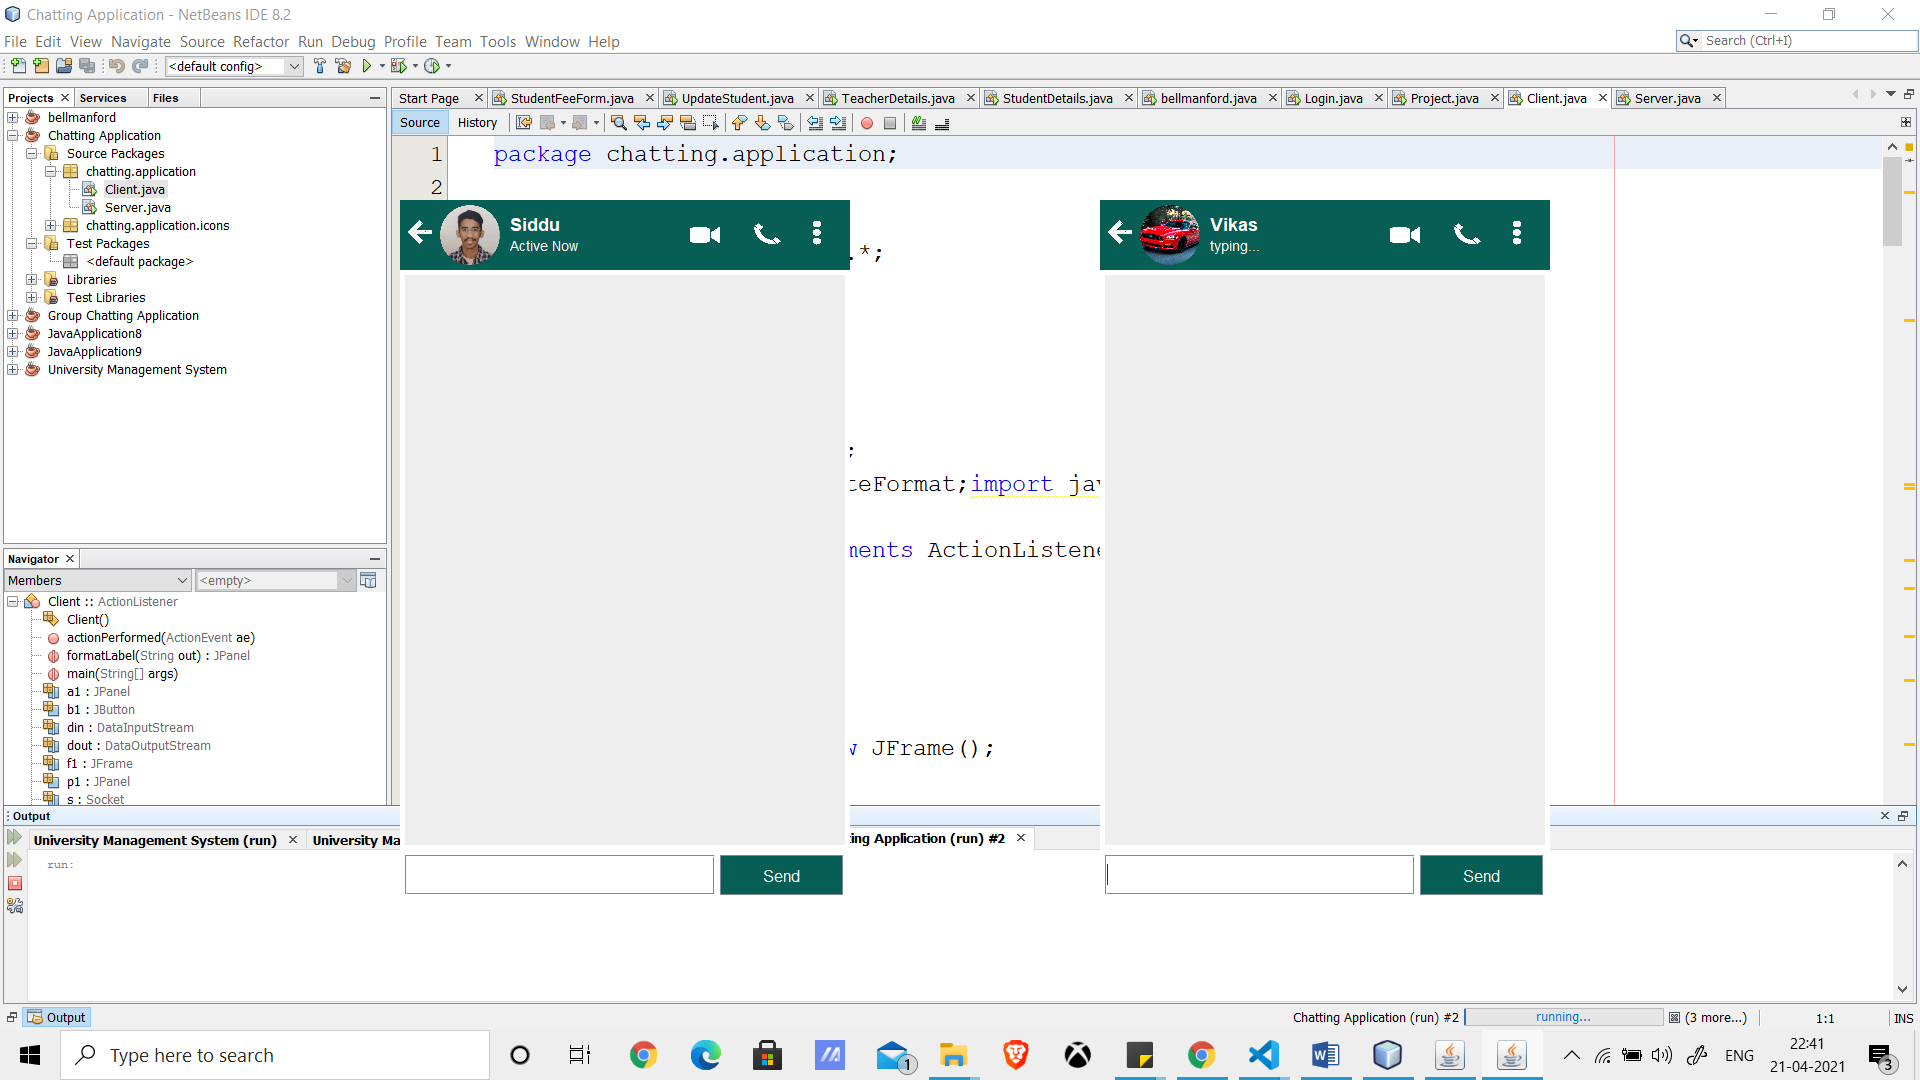 Chatting Application - NetBeans IDE 8.2
File Edit View Navigate Source Refactor Run Debug Profile Team Tools Window Help
Search (Ctrl+I)
<default config>
Projects Services Files
Start Page StudentFeeForm.java UpdateStudent.java TeacherDetails.java StudentDetails.java bellmanford.java Login.java Project.java Client.java Server.java
Source History
bellmanford
Chatting Application
Source Packages
chatting.application
Client.java
Server.java
chatting.application.icons
Test Packages
<default package>
Libraries
Test Libraries
Group Chatting Application
JavaApplication8
JavaApplication9
University Management System
1 package chatting.application;
2
.*;
;
teFormat;import jav
ments ActionListene
w JFrame();
Siddu
Active Now
Send
Vikas
typing...
Send
Navigator
Members <empty>
Client :: ActionListener
Client()
actionPerformed(ActionEvent ae)
formatLabel(String out) : JPanel
main(String[] args)
a1 : JPanel
b1 : JButton
din : DataInputStream
dout : DataOutputStream
f1 : JFrame
p1 : JPanel
s : Socket
Output
University Management System (run) University Ma ting Application (run) #2
run:
Output
Chatting Application (run) #2 running... (3 more...) 1:1 INS
Type here to search
1
ENG
22:41
21-04-2021
3